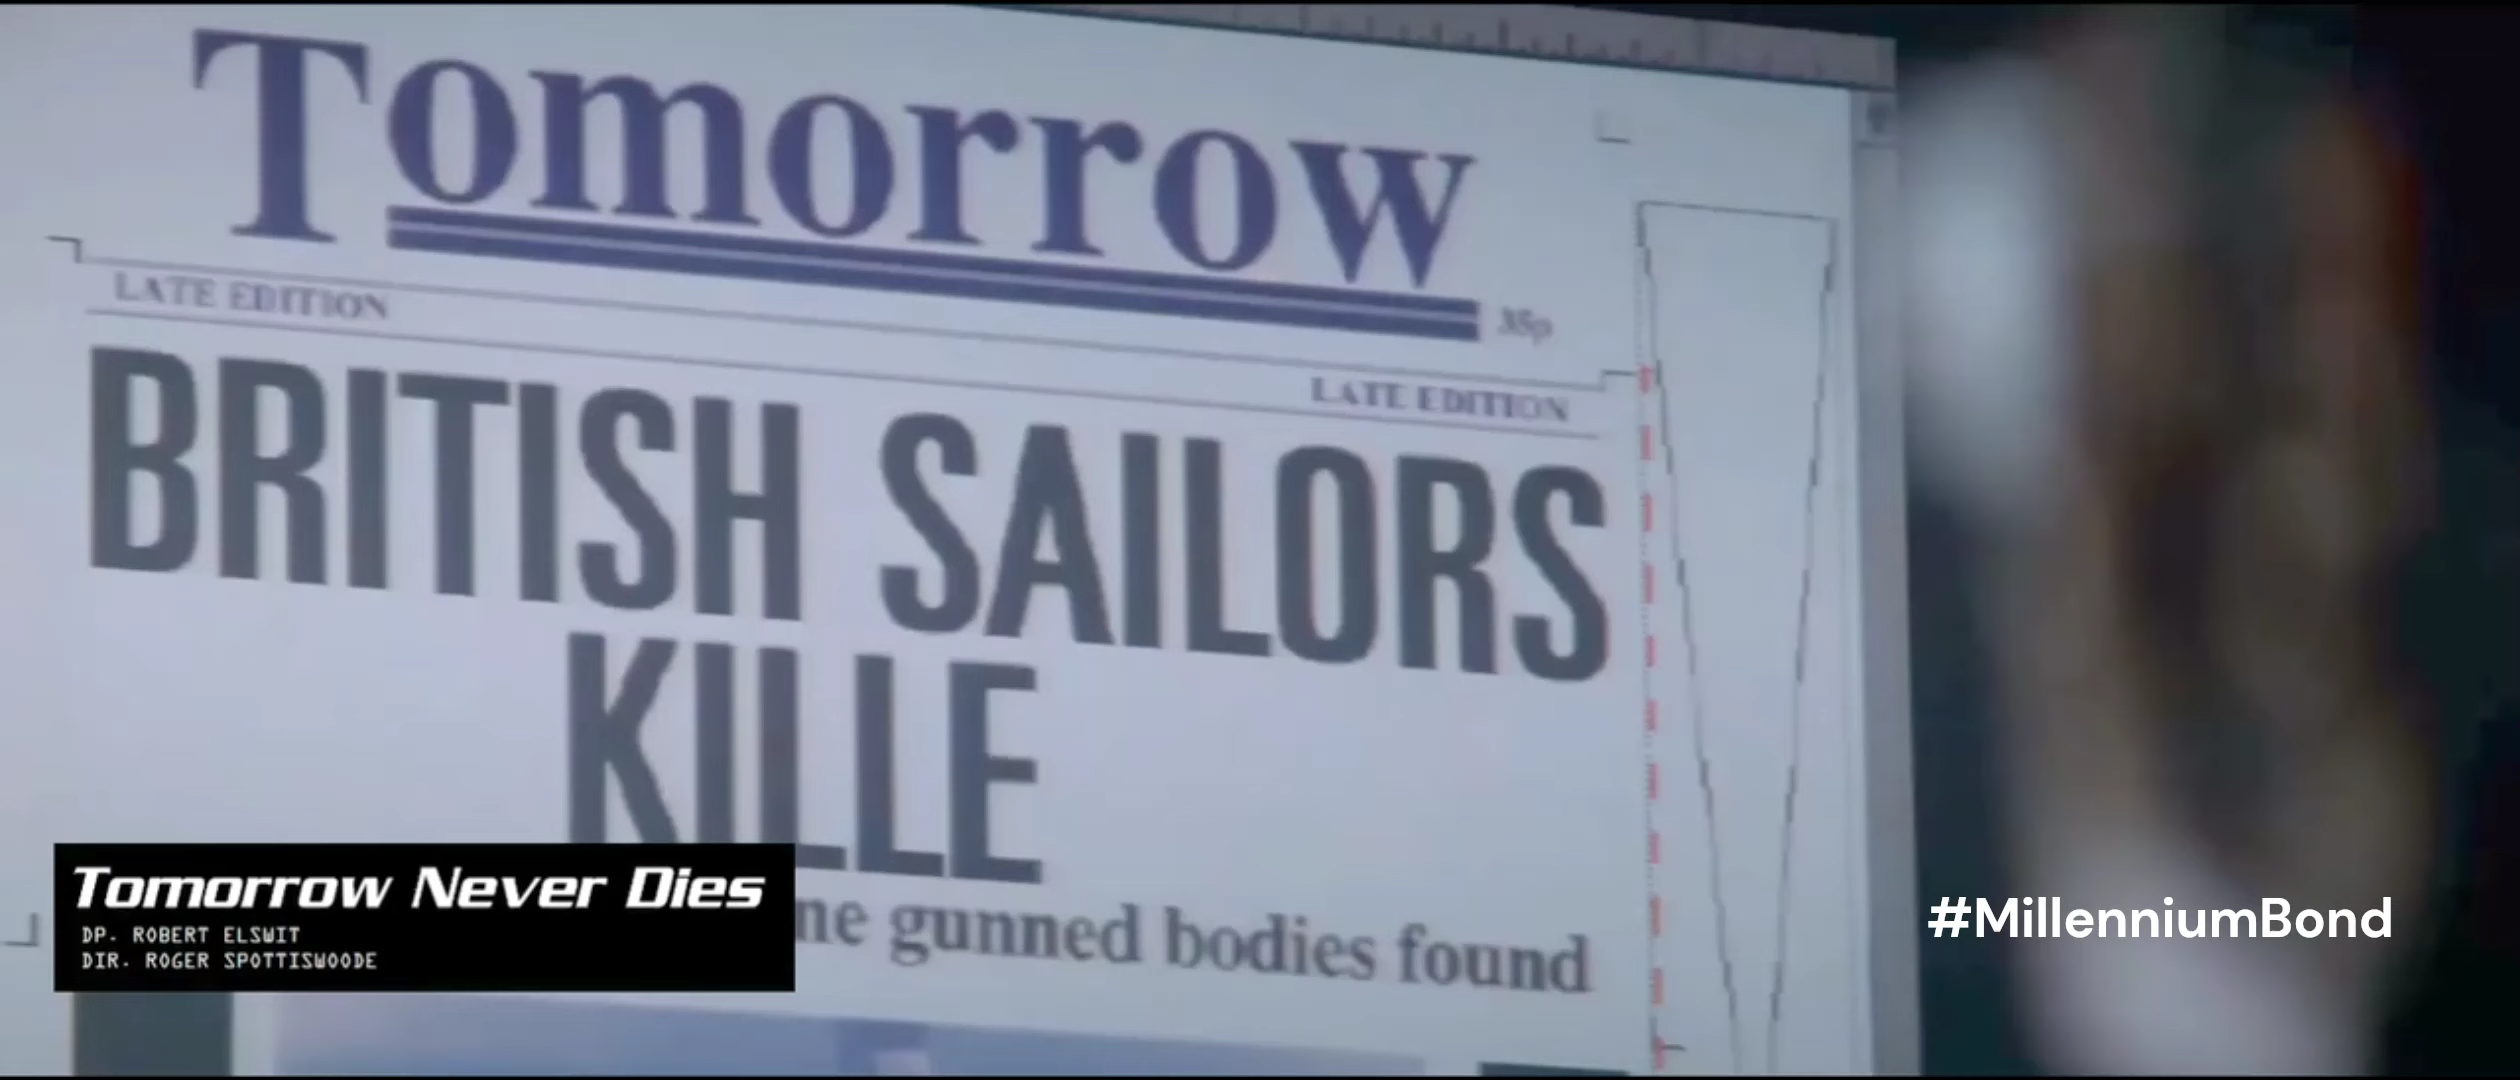 Tomorrow
LATE EDITION
35p
LATE EDITION
BRITISH SAILORS
KILLE
ne gunned bodies found
Tomorrow Never Dies
DP. ROBERT ELSWIT
DIR. ROGER SPOTTISWOODE
#MillenniumBond